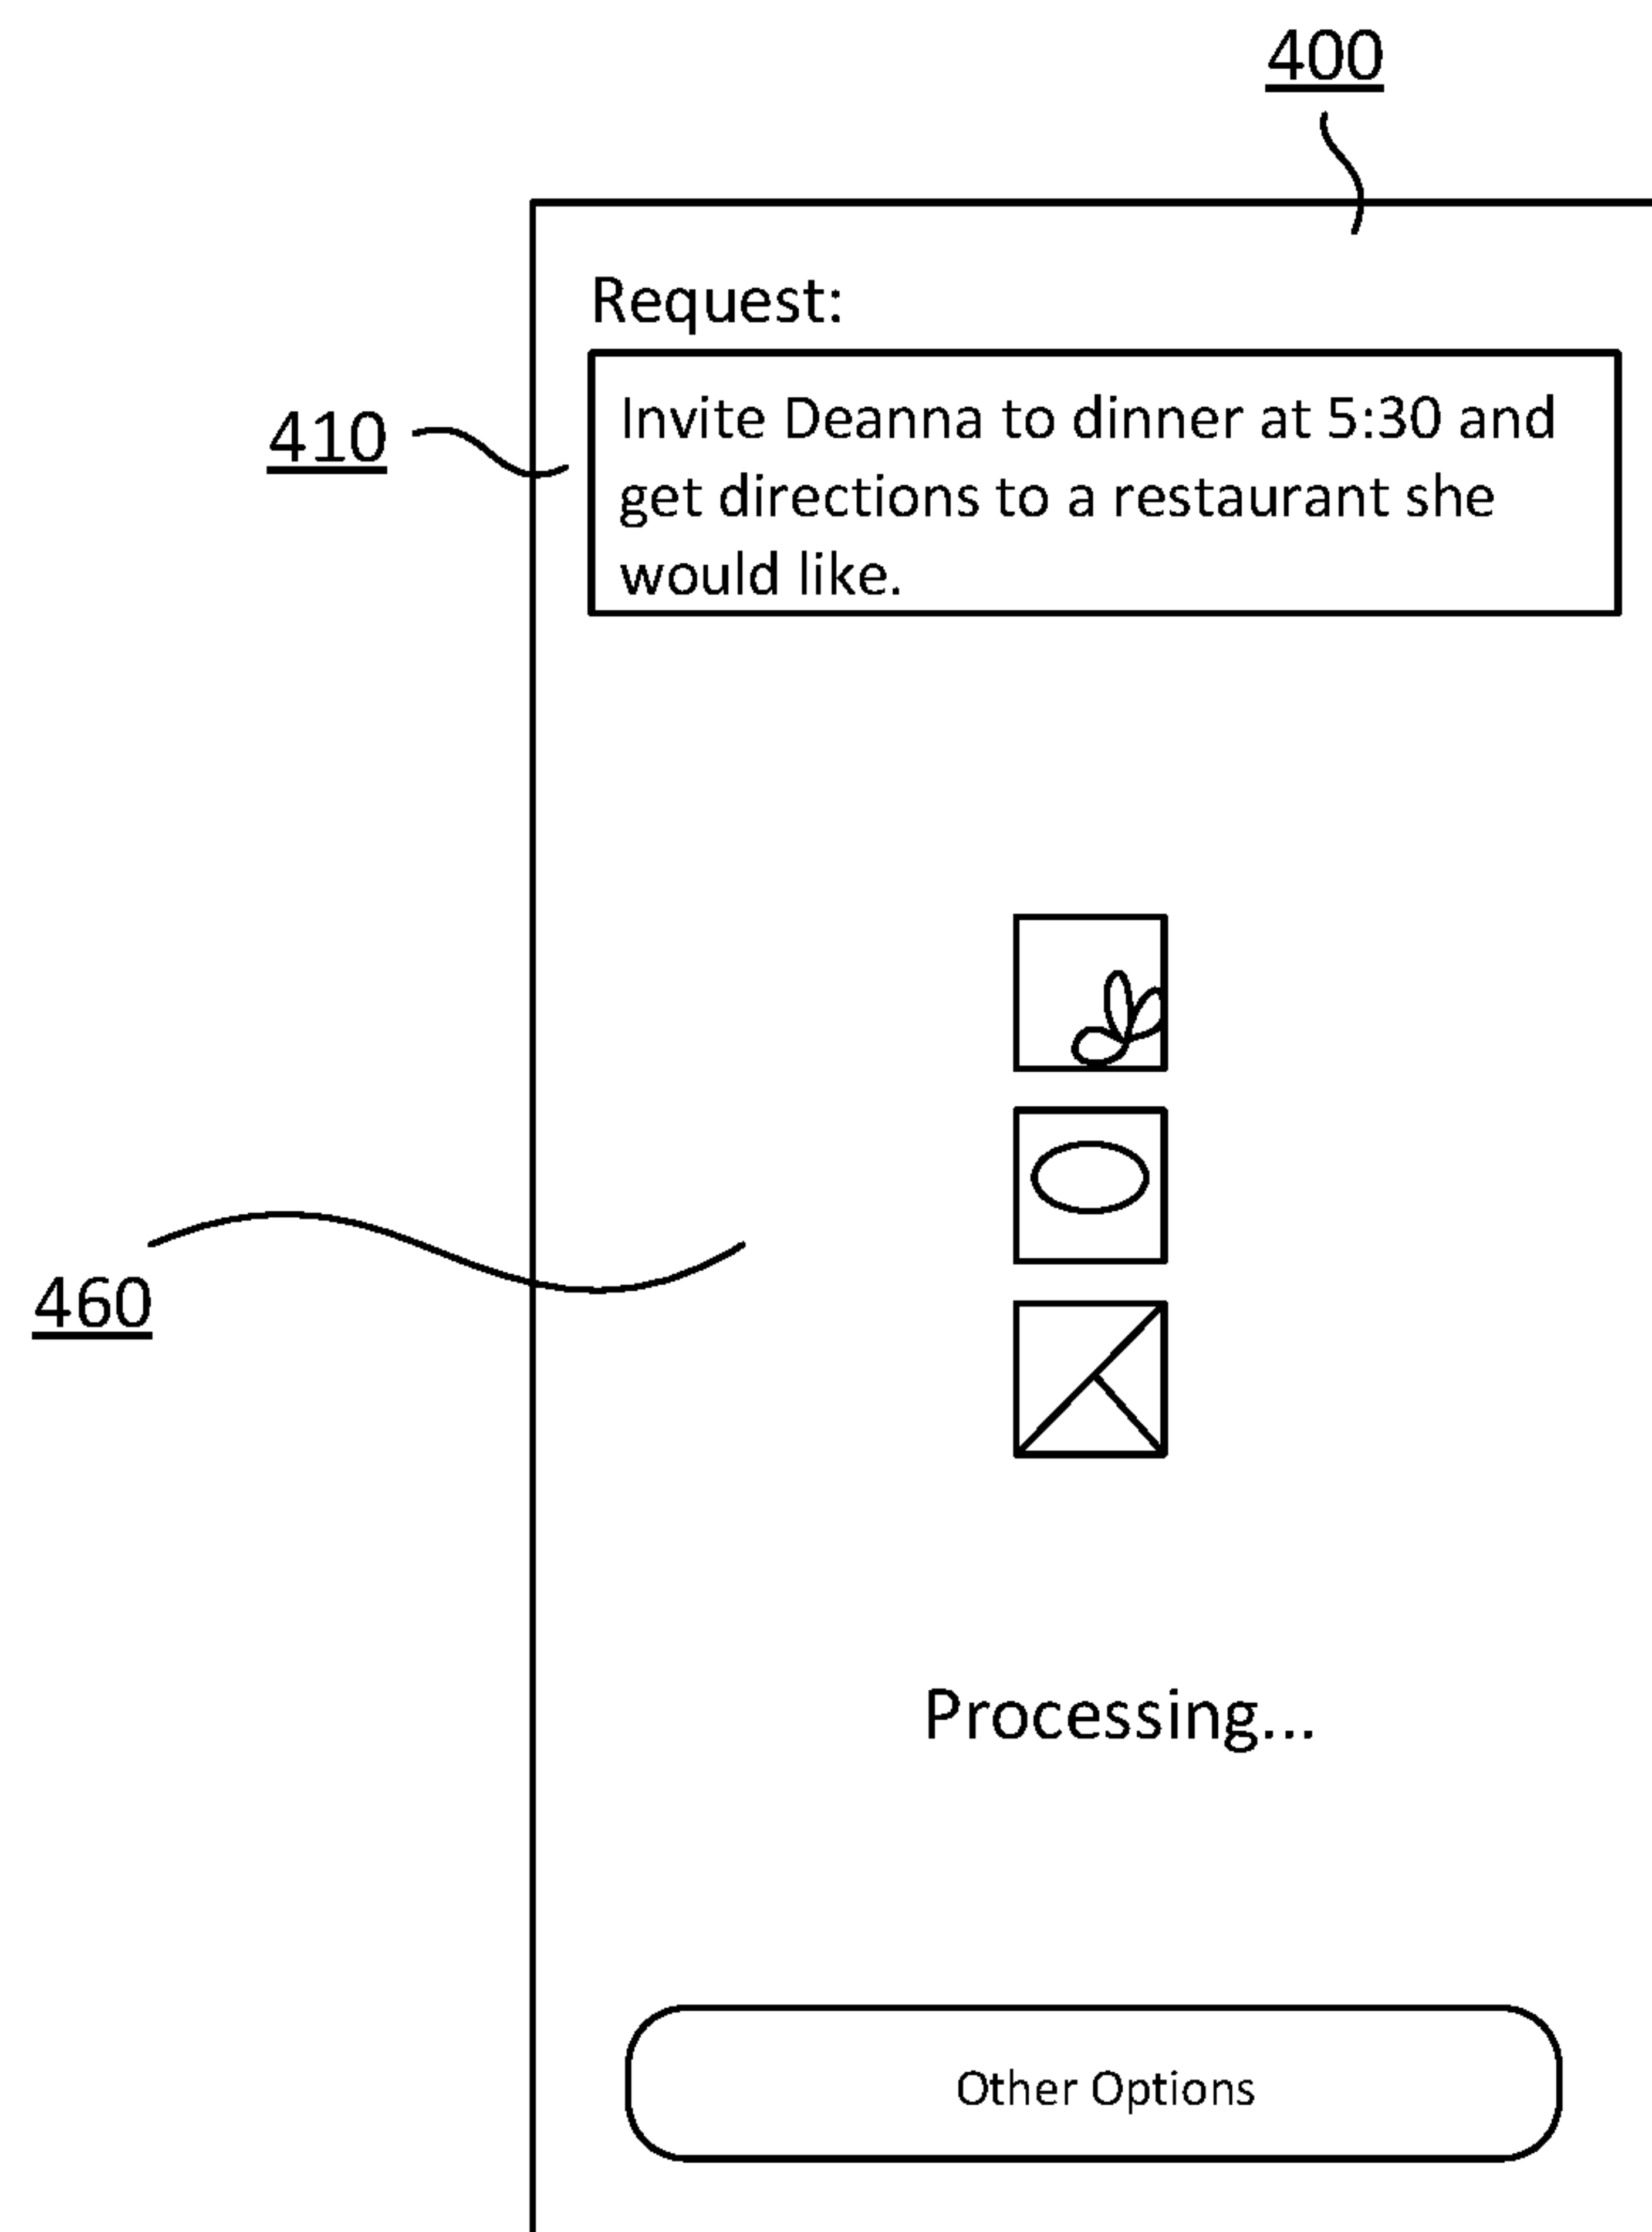 400
Request:
410
Invite Deanna to dinner at 5:30 and
get directions to a restaurant she
would like.
460
Processing...
Other Options